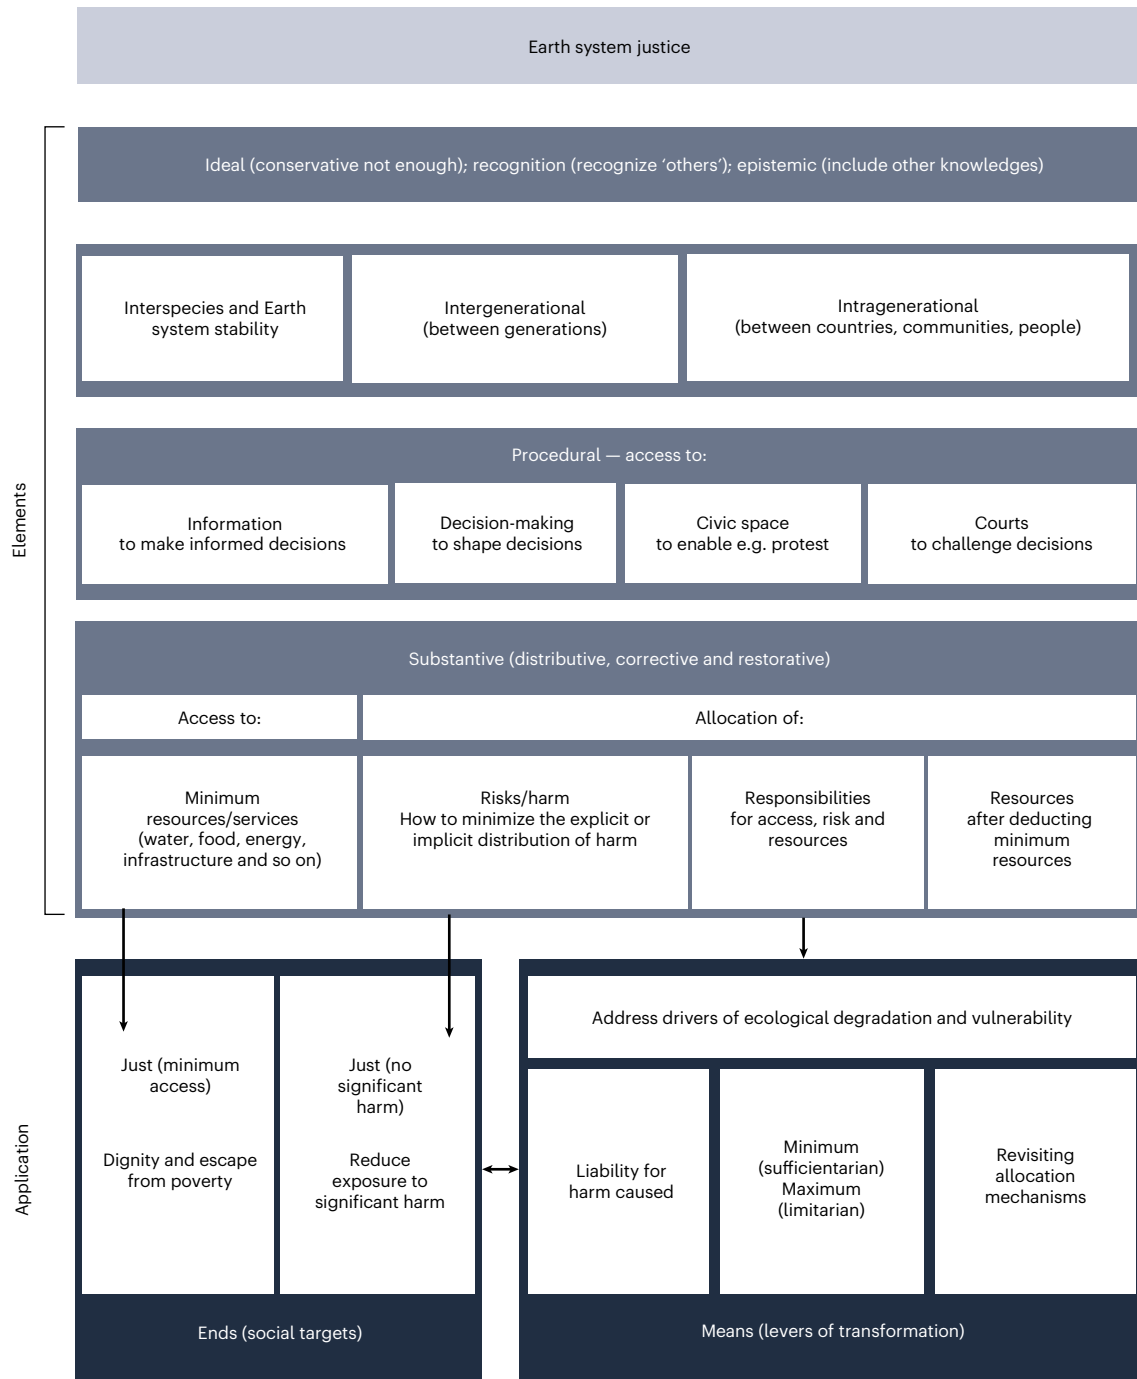 Earth system justice
Ideal (conservative not enough); recognition (recognize ‘others’); epistemic (include other knowledges)
Interspecies and Earth
system stability
Intergenerational
(between generations)
Intragenerational
(between countries, communities, people)
Elements
Procedural — access to:
Information
to make informed decisions
Decision-making
to shape decisions
Civic space
to enable e.g. protest
Courts
to challenge decisions
Substantive (distributive, corrective and restorative)
Access to:
Allocation of:
Minimum
resources/services
(water, food, energy,
infrastructure and so on)
Risks/harm
How to minimize the explicit or
implicit distribution of harm
Responsibilities
for access, risk and
resources
Resources
after deducting
minimum
resources
Application
Just (minimum
access)
Dignity and escape
from poverty
Just (no
significant
harm)
Reduce
exposure to
significant harm
Ends (social targets)
Address drivers of ecological degradation and vulnerability
Liability for
harm caused
Minimum
(sufficientarian)
Maximum
(limitarian)
Revisiting
allocation
mechanisms
Means (levers of transformation)